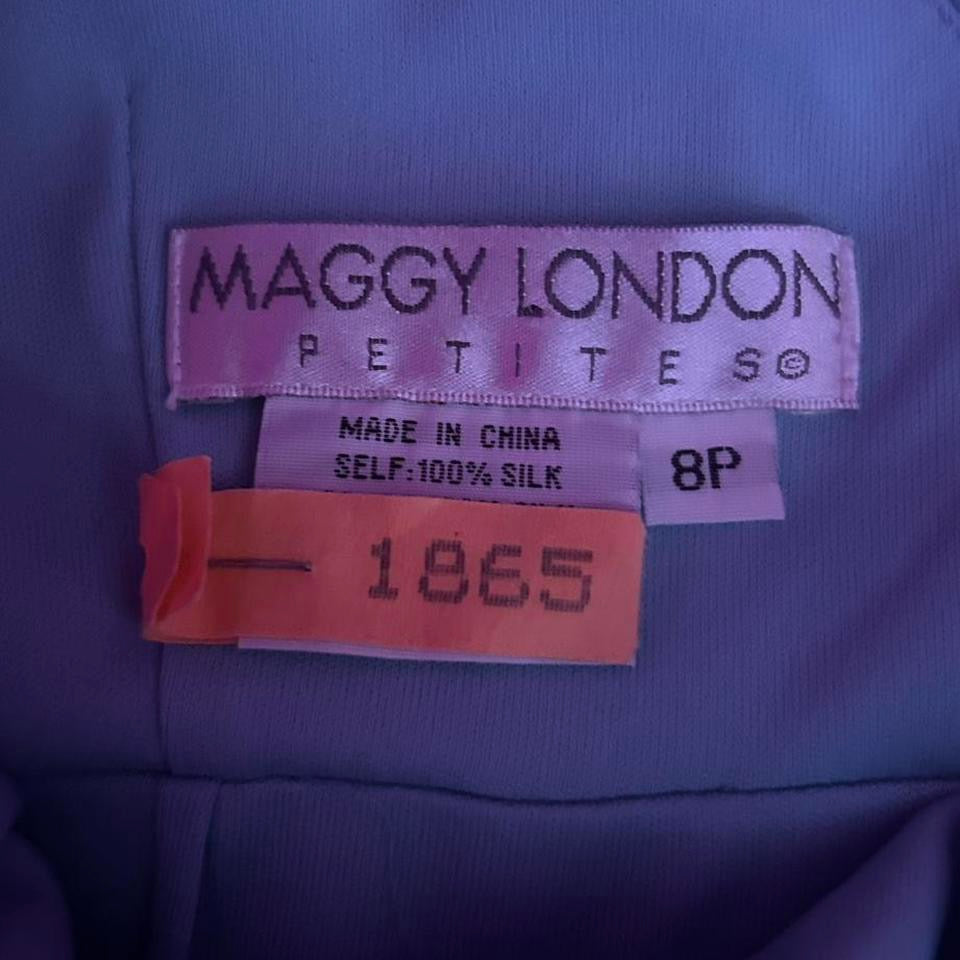 MAGGY LONDON
PETITES©
MADE IN CHINA
SELF:100% SILK
8P
1865